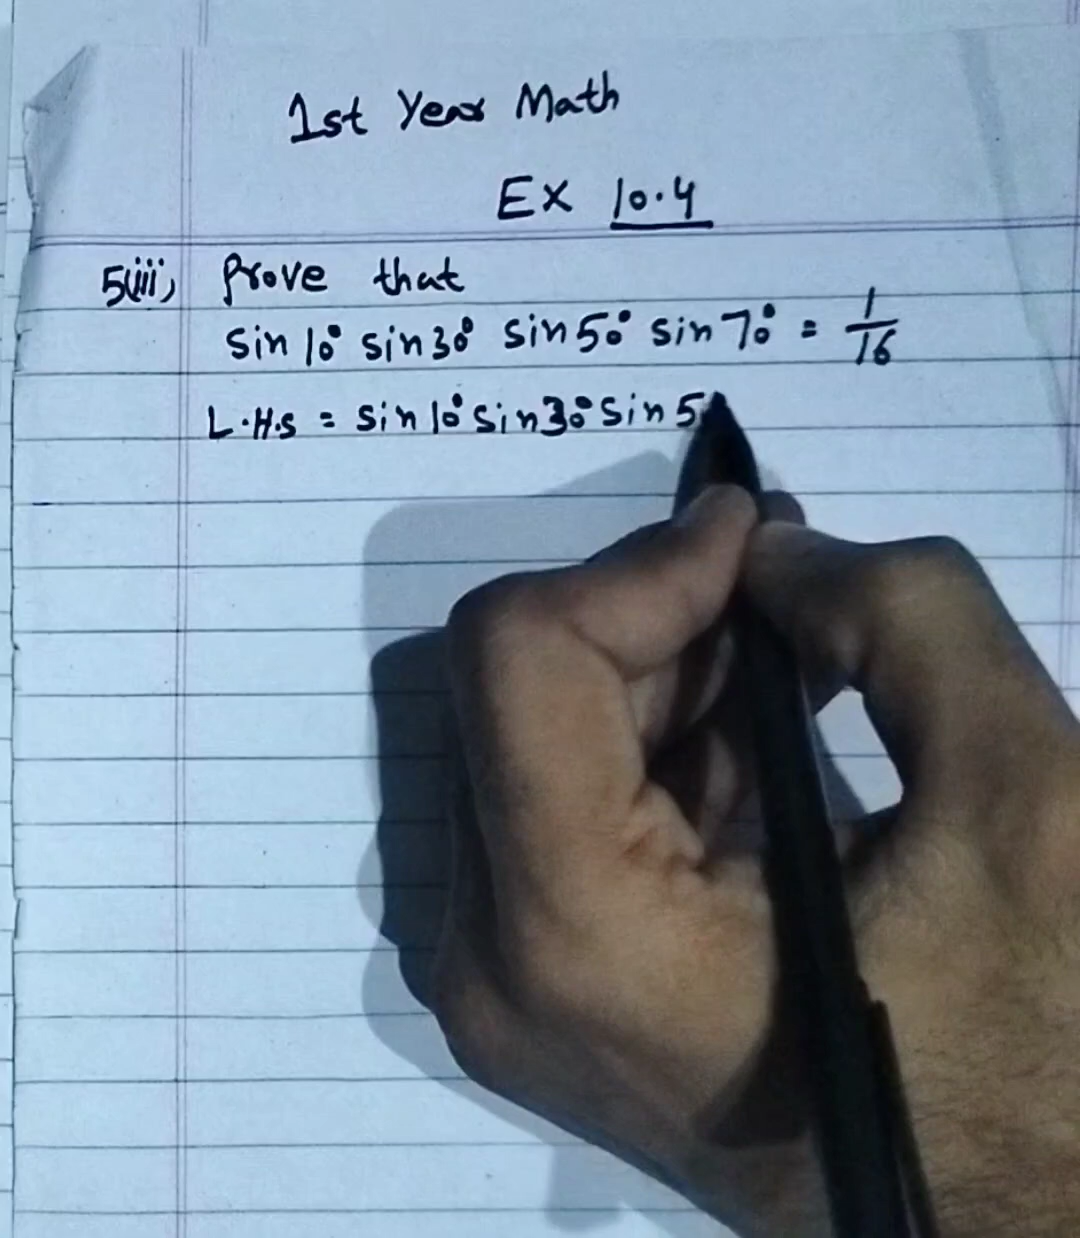 1st Year Math
EX 10.4
5(iii) Prove that
sin 10° sin 30° sin 50° sin 70° = 1/16
L.H.S = sin 10° sin 30° sin 5